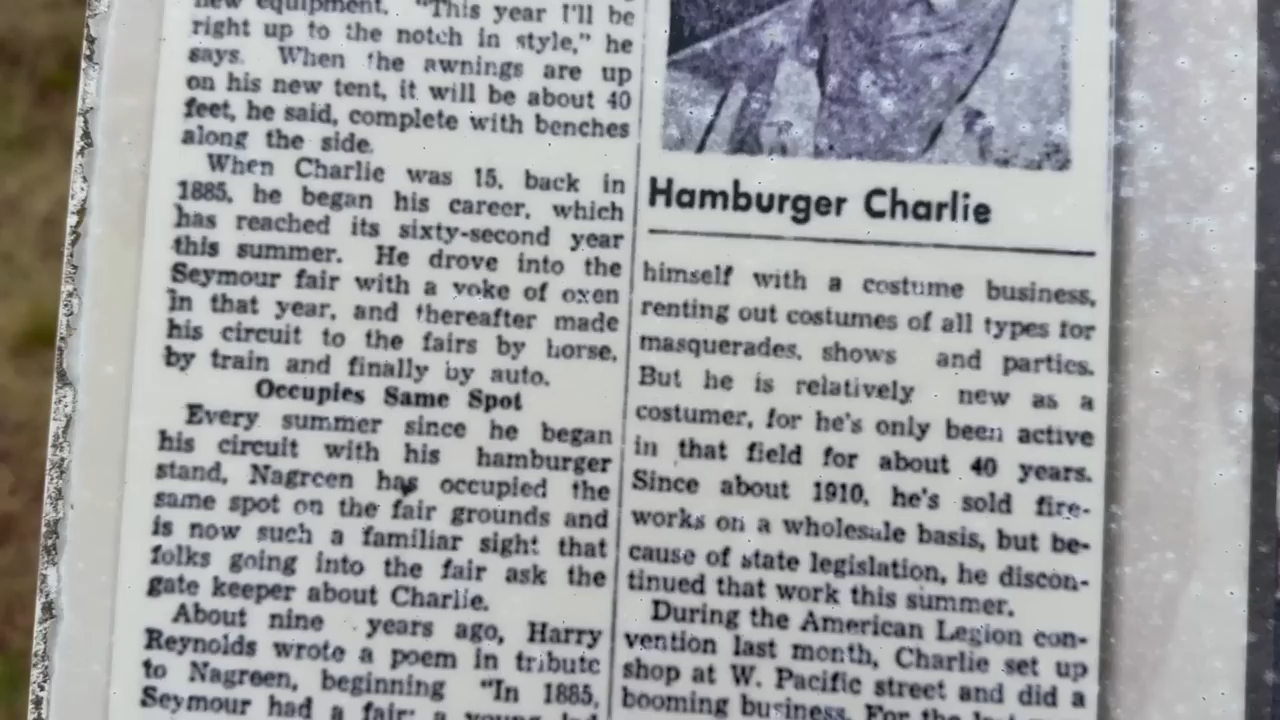 new equipment. "This year I'll be
right up to the notch in style," he
says. When the awnings are up
on his new tent, it will be about 40
feet, he said, complete with benches
along the side.
When Charlie was 15, back in
1885, he began his career, which
has reached its sixty-second year
this summer. He drove into the
Seymour fair with a yoke of oxen
in that year, and thereafter made
his circuit to the fairs by horse,
by train and finally by auto.
Occupies Same Spot
Every summer since he began
his circuit with his hamburger
stand, Nagreen has occupied the
same spot on the fair grounds and
is now such a familiar sight that
folks going into the fair ask the
gate keeper about Charlie.
About nine years ago, Harry
Reynolds wrote a poem in tribute
to Nagreen, beginning "In 1885,
Seymour had a fair; a young lad
Hamburger Charlie
himself with a costume business,
renting out costumes of all types for
masquerades, shows and parties.
But he is relatively new as a
costumer, for he's only been active
in that field for about 40 years.
Since about 1910, he's sold fire-
works on a wholesale basis, but be-
cause of state legislation, he discon-
tinued that work this summer.
During the American Legion con-
vention last month, Charlie set up
shop at W. Pacific street and did a
booming business. For the